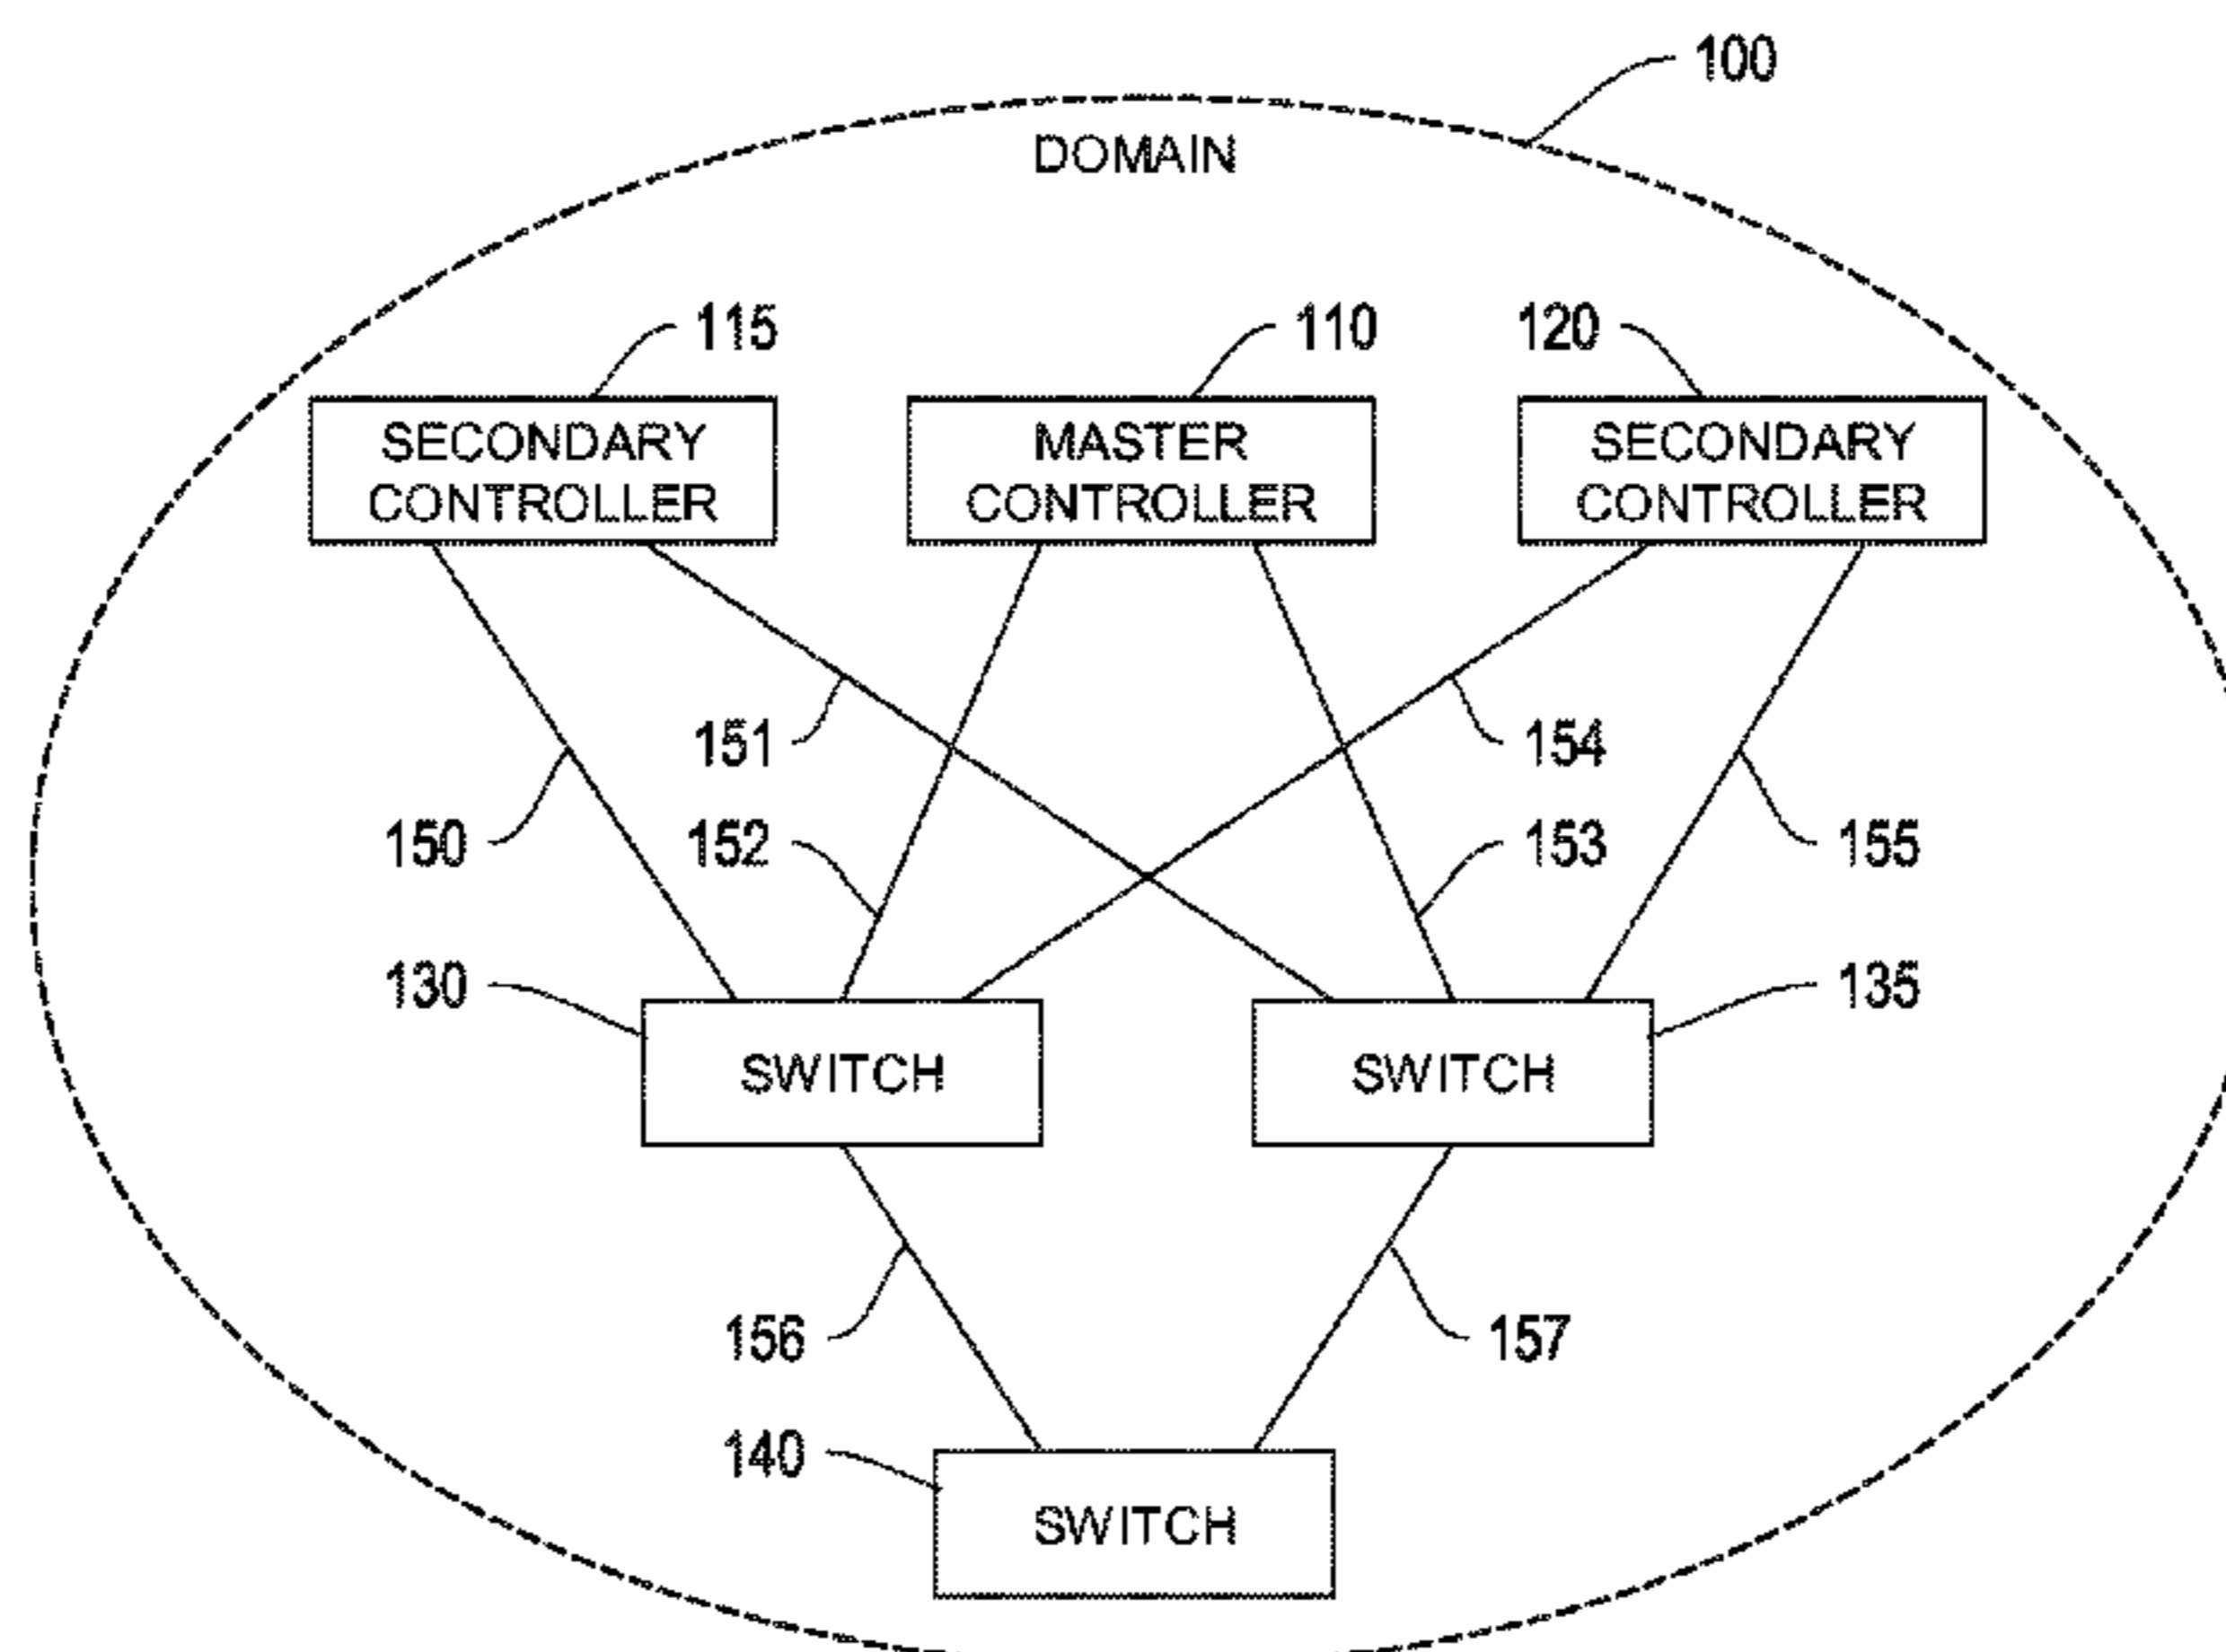 100
DOMAIN
115
110
120
SECONDARY
CONTROLLER
MASTER
CONTROLLER
SECONDARY
CONTROLLER
151
154
150
152
153
155
130
135
SWITCH
SWITCH
156
157
140
SWITCH